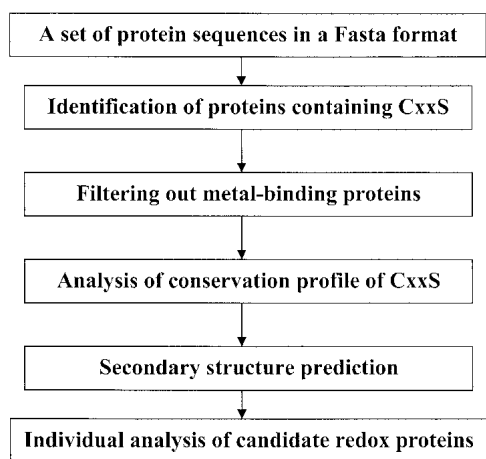 A set of protein sequences in a Fasta format
Identification of proteins containing CxxS
Filtering out metal-binding proteins
Analysis of conservation profile of CxxS
Secondary structure prediction
Individual analysis of candidate redox proteins